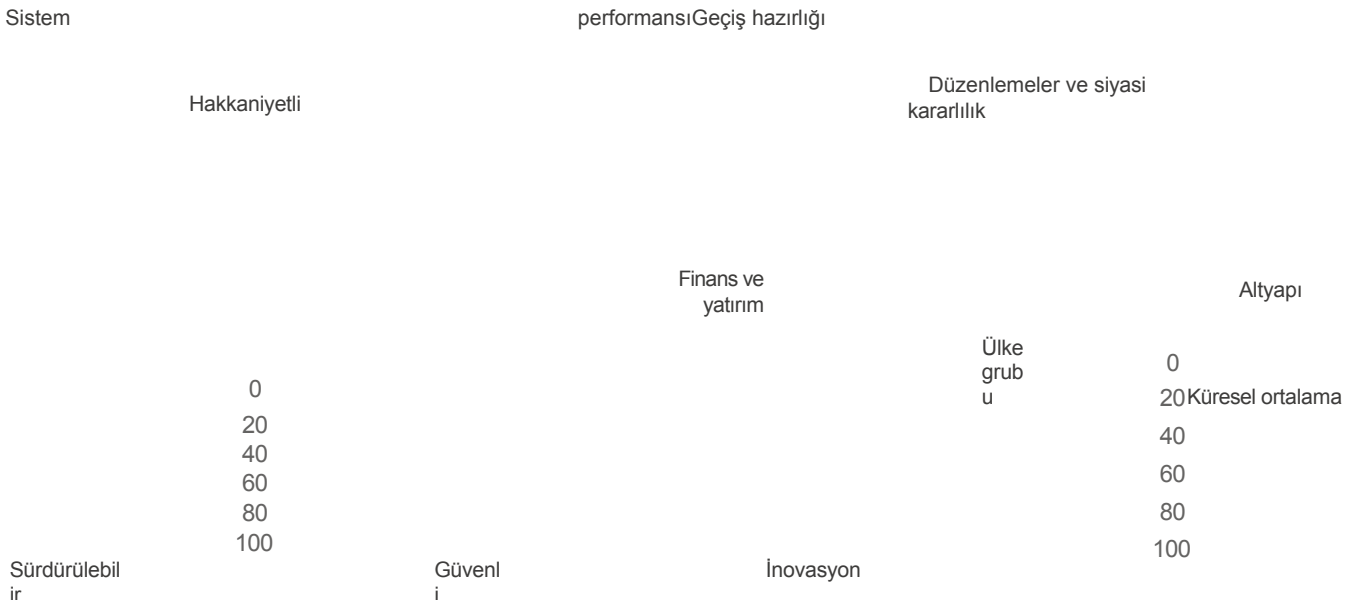 Sistem performansıGeçiş hazırlığı
Hakkaniyetli
Düzenlemeler ve siyasi
kararlılık
Finans ve
yatırım
Altyapı
Ülke
grub
u
0
20Küresel ortalama
40
60
80
100
0
20
40
60
80
100
Sürdürülebil
ir
Güvenl
i
İnovasyon